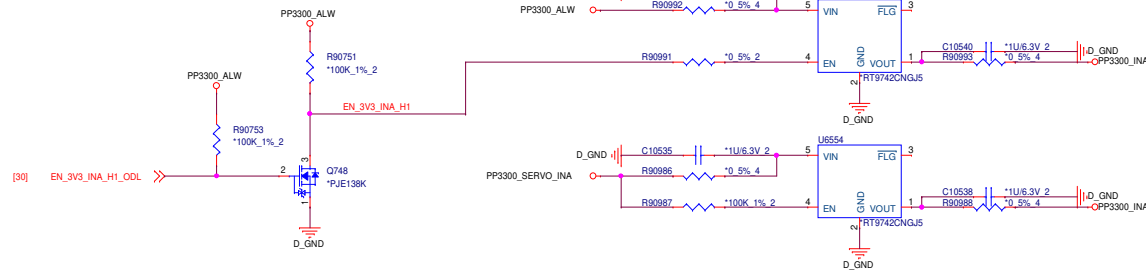 PP3300_ALW
R90992
*0_5%_4
5
VIN
FLG
3
PP3300_ALW
R90751
*100K_1%_2
R90991
*0_5%_2
4
EN
GND
VOUT
1
C10540
*1U/6.3V_2
D_GND
R90993
*0_5%_4
PP3300_INA
2
*RT9742CNGJ5
D_GND
PP3300_ALW
R90753
*100K_1%_2
EN_3V3_INA_H1
[30]
EN_3V3_INA_H1_ODL
2
3
Q748
*PJE138K
1
D_GND
U6554
D_GND
C10535
*1U/6.3V_2
5
VIN
FLG
3
PP3300_SERVO_INA
R90986
*0_5%_4
R90987
*100K_1%_2
4
EN
GND
VOUT
1
C10538
*1U/6.3V_2
D_GND
R90988
*0_5%_4
PP3300_INA
2
*RT9742CNGJ5
D_GND